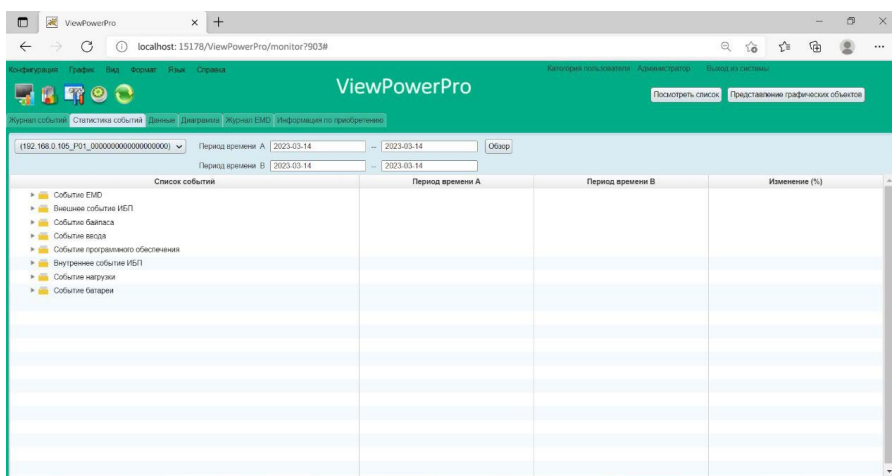 ViewPowerPro
localhost:15178/ViewPowerPro/monitor?903#
Конфигурация График Вид Формат Язык Справка
Категория пользователя Администратор Выход из системы
ViewPowerPro
Посмотреть список Представление графических объектов
Журнал событий Статистика событий Данные Диаграмма Журнал EMD Информация по приобретению
(192.168.0.105_P01_00000000000000000) Период времени A 2023-03-14 -- 2023-03-14 Обзор
Период времени B 2023-03-14 -- 2023-03-14
Список событий Период времени A Период времени B Изменение (%)
Событие EMD
Внешнее событие ИБП
Событие байпаса
Событие ввода
Событие программного обеспечения
Внутреннее событие ИБП
Событие нагрузки
Событие батареи